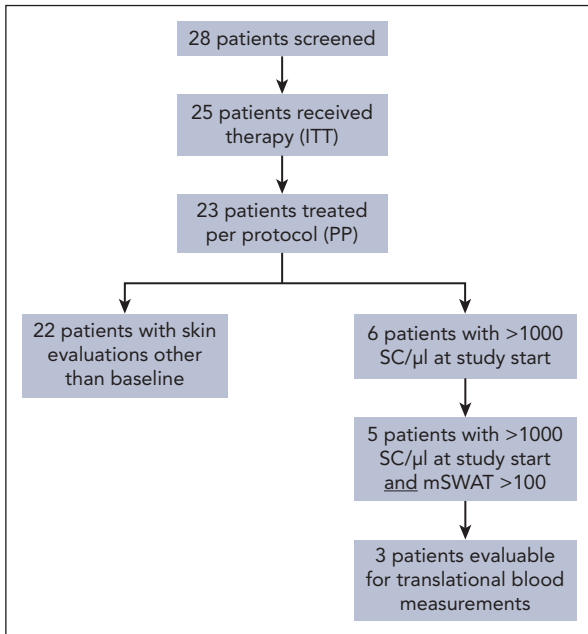 28 patients screened
25 patients received
therapy (ITT)
23 patients treated
per protocol (PP)
22 patients with skin
evaluations other
than baseline
6 patients with >1000
SC/µl at study start
5 patients with >1000
SC/µl at study start
and mSWAT >100
3 patients evaluable
for translational blood
measurements